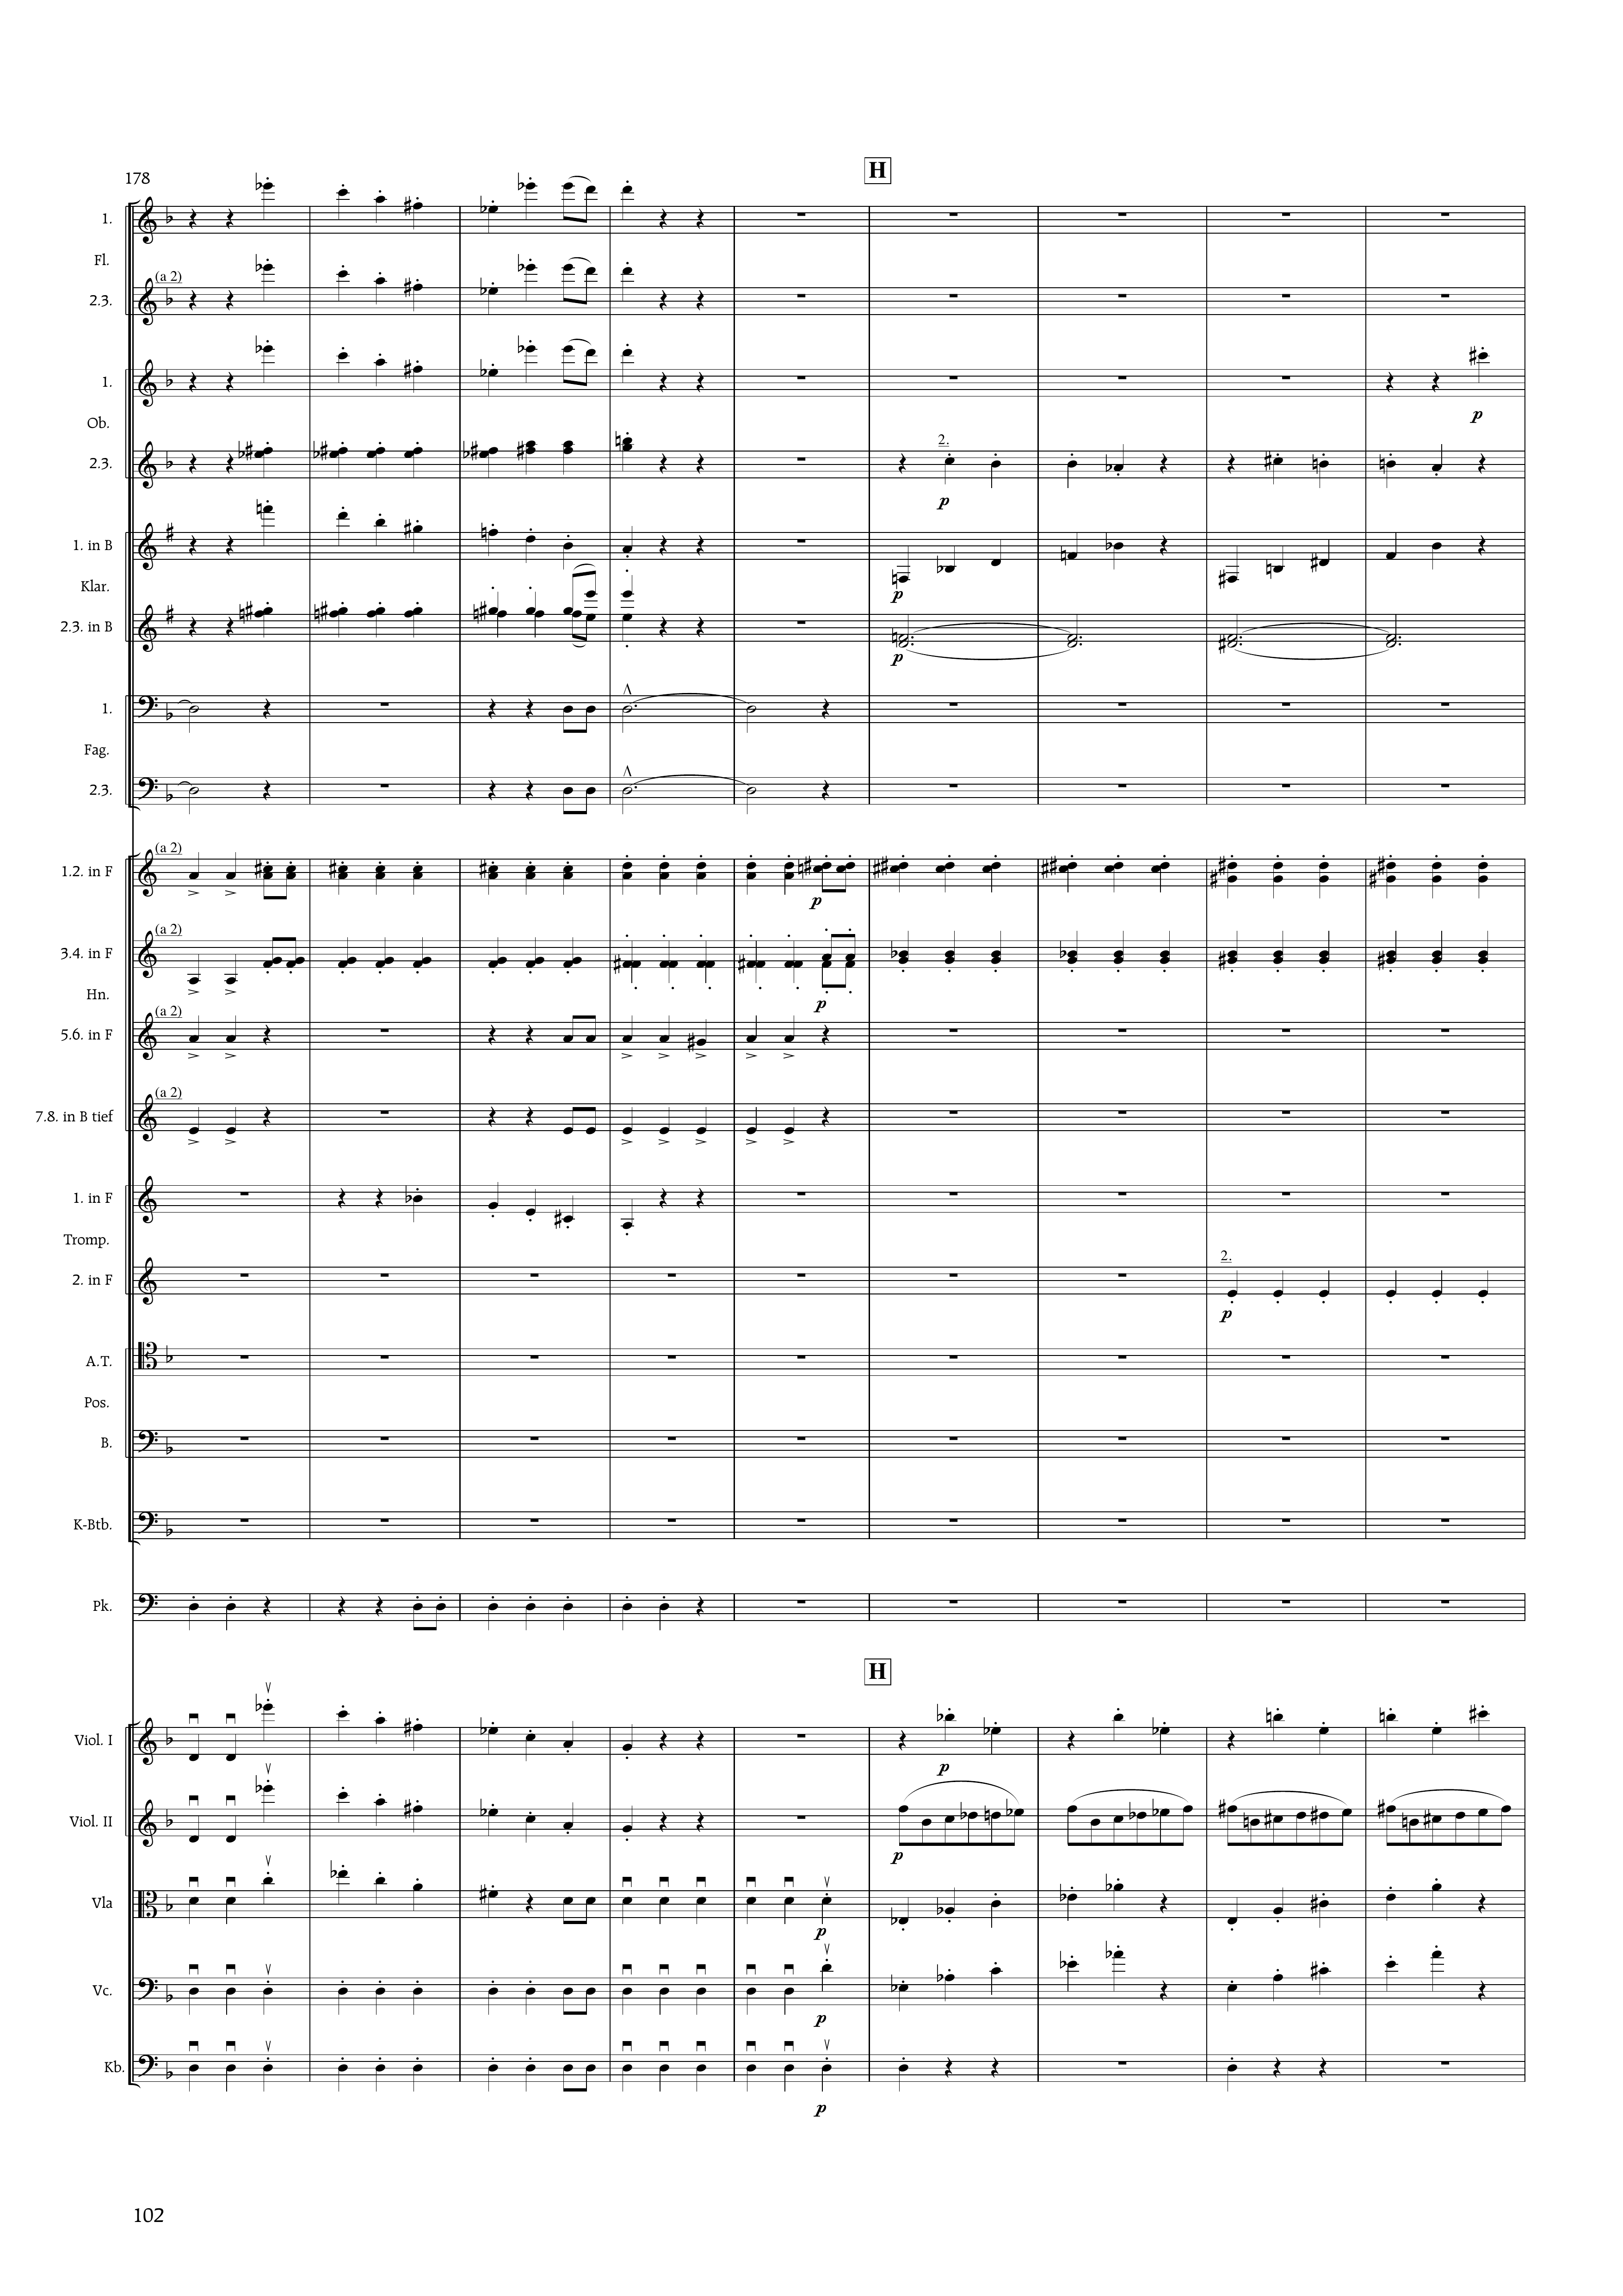 H
178
1.
Fl.
(a 2)
2.3.
1.
p
Ob.
2.
2.3.
p
1. in B
p
Klar.
2.3. in B
p
1.
Fag.
2.3.
(a 2)
1.2. in F
p
(a 2)
3.4. in F
p
Hn.
(a 2)
5.6. in F
(a 2)
7.8. in B tief
1. in F
Tromp.
2.
2. in F
p
A.T.
Pos.
B.
K-Btb.
Pk.
H
Viol. I
p
Viol. II
p
Vla
p
Vc.
p
Kb.
p
102